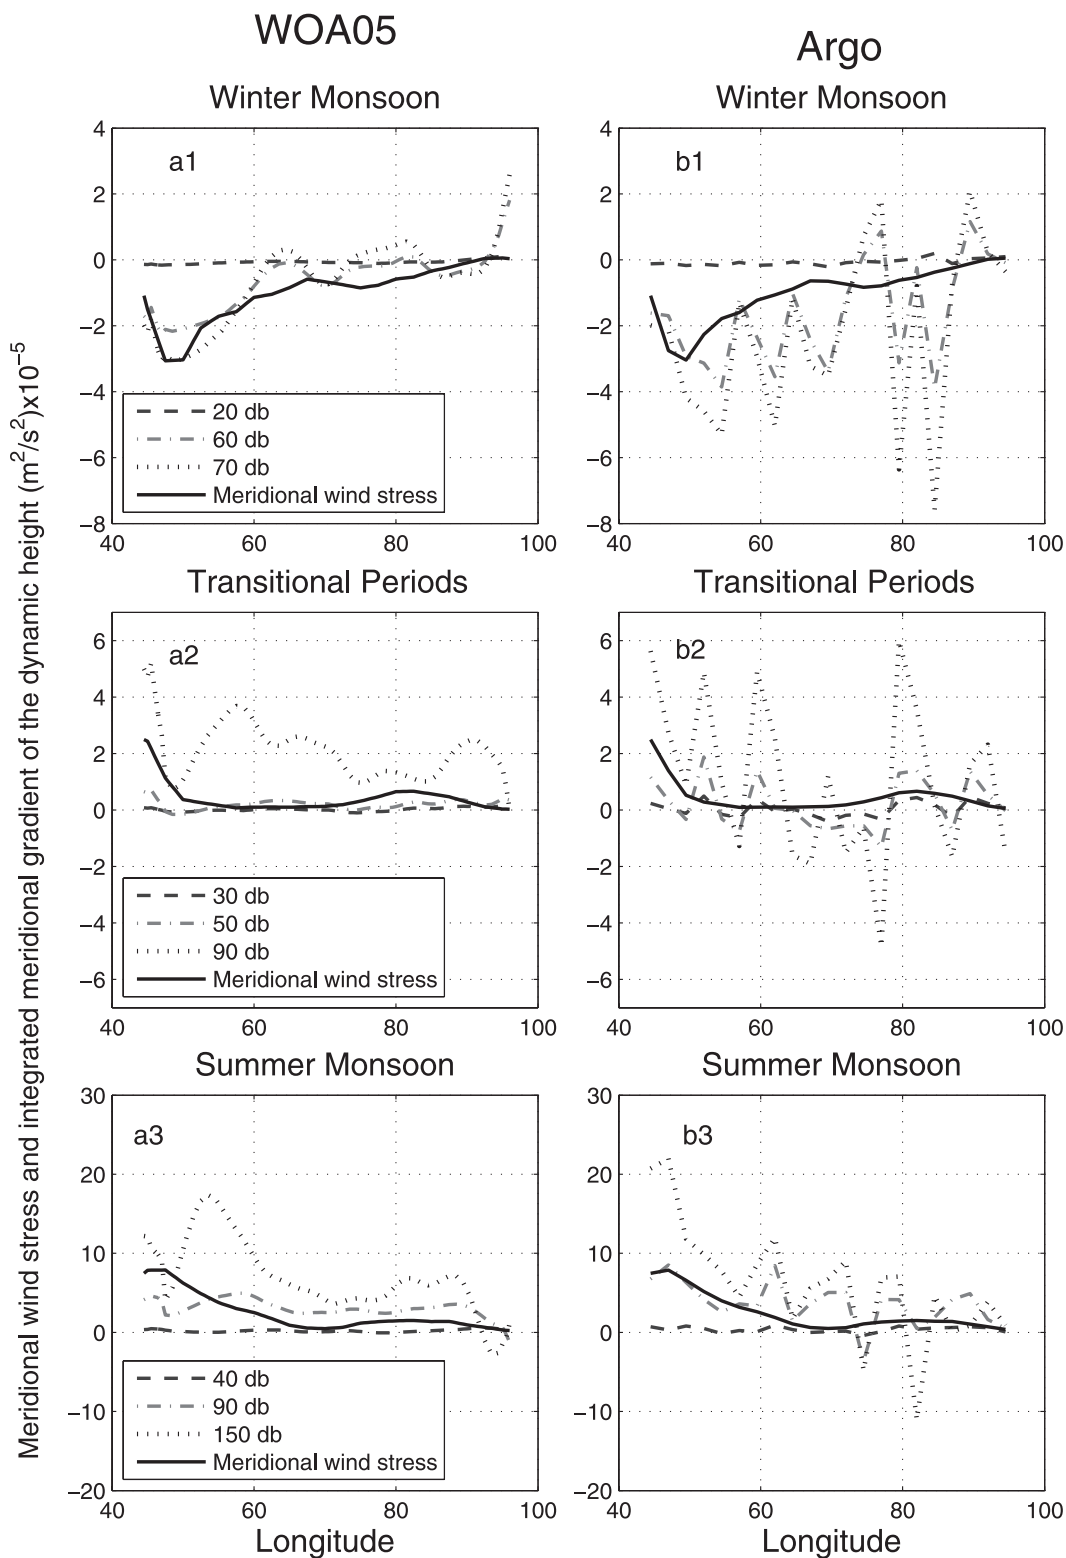 WOA05
Argo
Winter Monsoon
Winter Monsoon
Meridional wind stress and integrated meridional gradient of the dynamic height (m²/s²)x10⁻⁵
a1
4
2
0
−2
−4
−6
−8
20 db
60 db
70 db
Meridional wind stress
40 60 80 100
b1
4
2
0
−2
−4
−6
−8
40 60 80 100
Transitional Periods
Transitional Periods
a2
6
4
2
0
−2
−4
−6
30 db
50 db
90 db
Meridional wind stress
40 60 80 100
b2
6
4
2
0
−2
−4
−6
40 60 80 100
Summer Monsoon
Summer Monsoon
a3
30
20
10
0
−10
−20
40 db
90 db
150 db
Meridional wind stress
40 60 80 100
Longitude
b3
30
20
10
0
−10
−20
40 60 80 100
Longitude